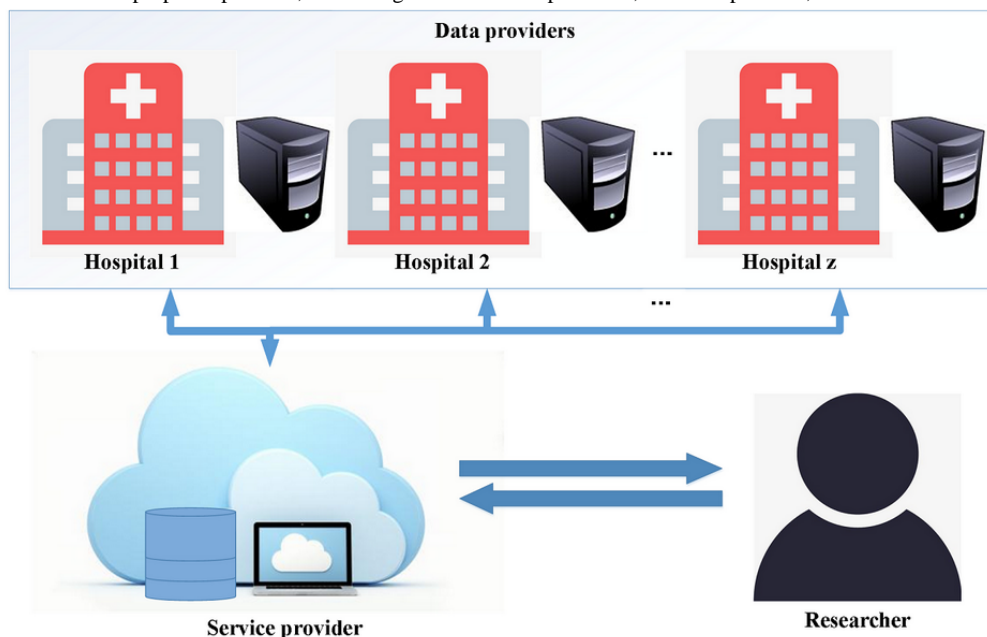 Data providers
...
Hospital 1
Hospital 2
Hospital z
...
Service provider
Researcher